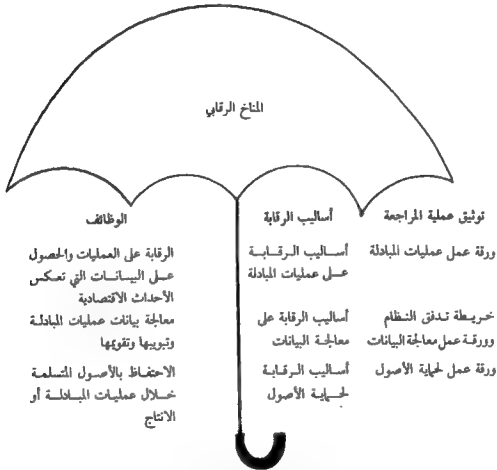 المناخ الرقابي
توثيق عملية المراجعة
أساليب الرقابة
الوظائف
ورقة عمل عمليات المبادلة
أساليب الرقابة
على عمليات المبادلة
الرقابة على العمليات والحصول
على البيانات التي تعكس
الأحداث الاقتصادية
خريطة تدفق النظام
وورقة عمل معالجة البيانات
أساليب الرقابة على
معالجة البيانات
معالجة بيانات عمليات المبادلة
وتبويبها وتقويمها
ورقة عمل لحماية الأصول
أساليب الرقابة
لحماية الأصول
الاحتفاظ بالأصول المتسلمة
خلال عمليات المبادلة أو
الانتاج